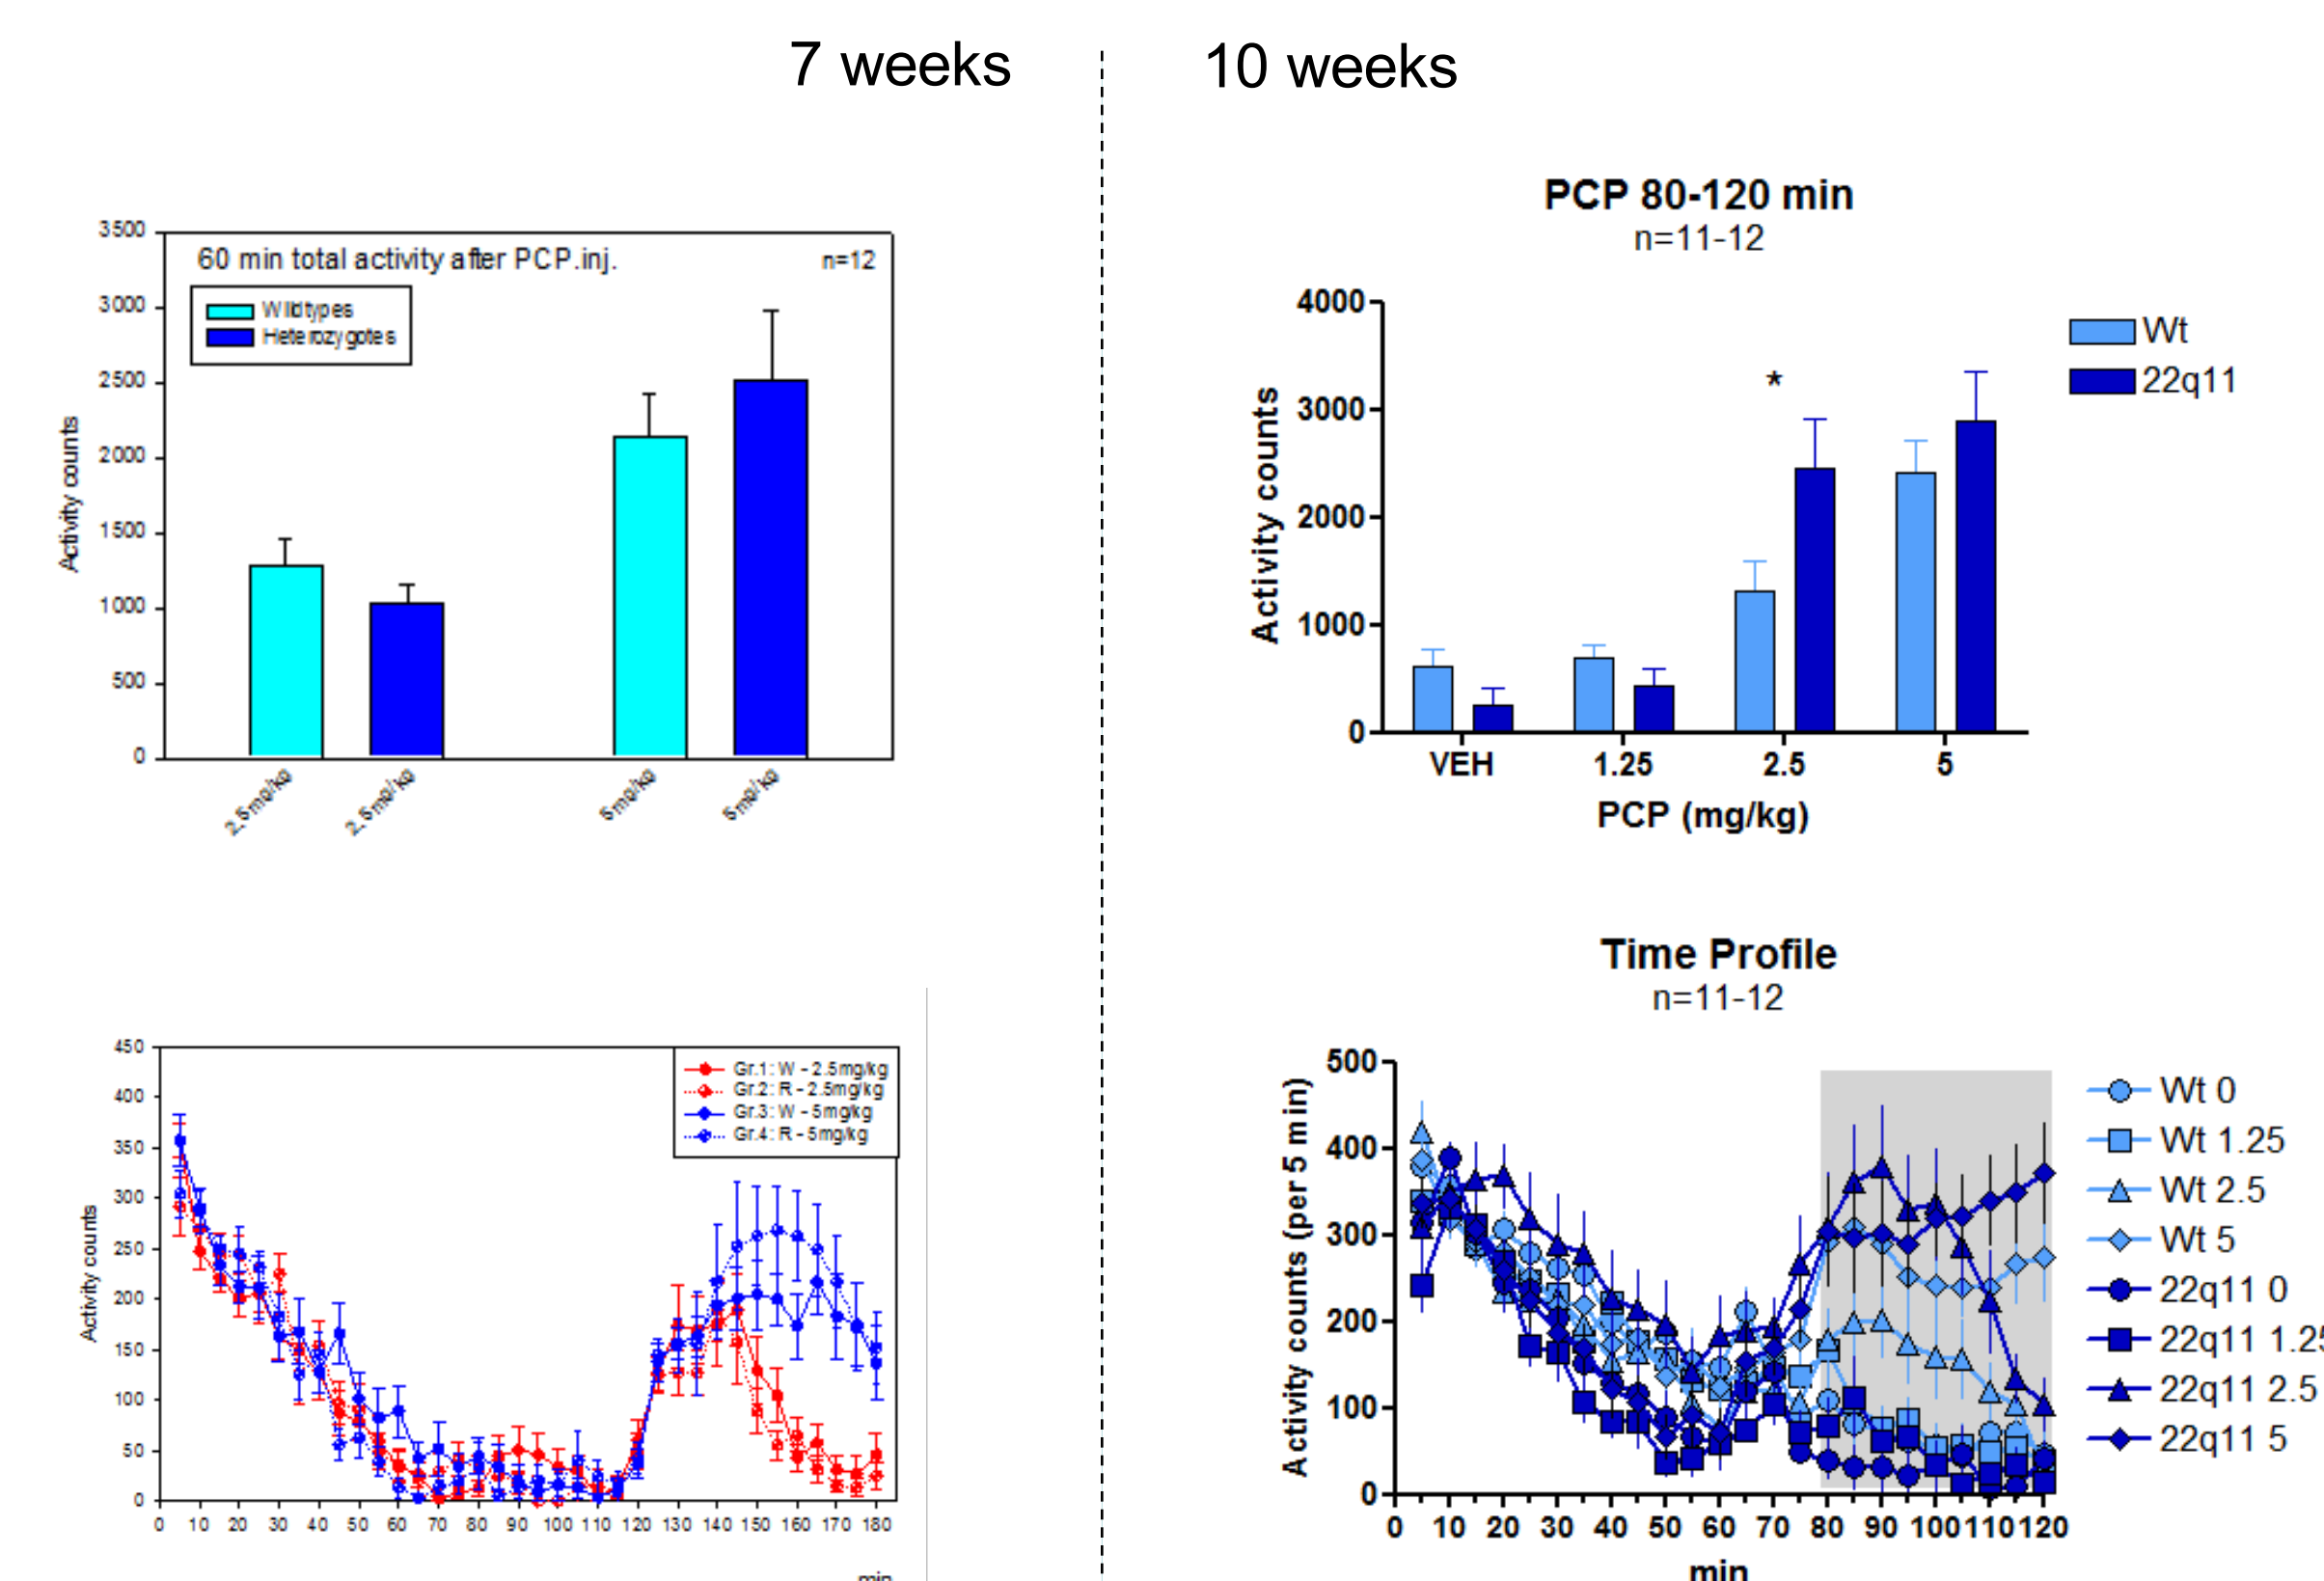 7 weeks
10 weeks
3500
3000
2500
2000
1500
1000
500
0
Activity counts
60 min total activity after PCP.inj.
n=12
Wildtypes
Heterozygotes
2,5mg/kg
2,5mg/kg
5mg/kg
5mg/kg
PCP 80-120 min
n=11-12
4000
3000
2000
1000
0
Activity counts
*
Wt
22q11
VEH 1.25 2.5 5
PCP (mg/kg)
450
400
350
300
250
200
150
100
50
0
Activity counts
Gr.1: W - 2.5mg/kg
Gr.2: R - 2.5mg/kg
Gr.3: W - 5mg/kg
Gr.4: R - 5mg/kg
0 10 20 30 40 50 60 70 80 90 100 110 120 130 140 150 160 170 180
min
Time Profile
n=11-12
500
400
300
200
100
0
Activity counts (per 5 min)
Wt 0
Wt 1.25
Wt 2.5
Wt 5
22q11 0
22q11 1.25
22q11 2.5
22q11 5
0 10 20 30 40 50 60 70 80 90 100 110 120
min